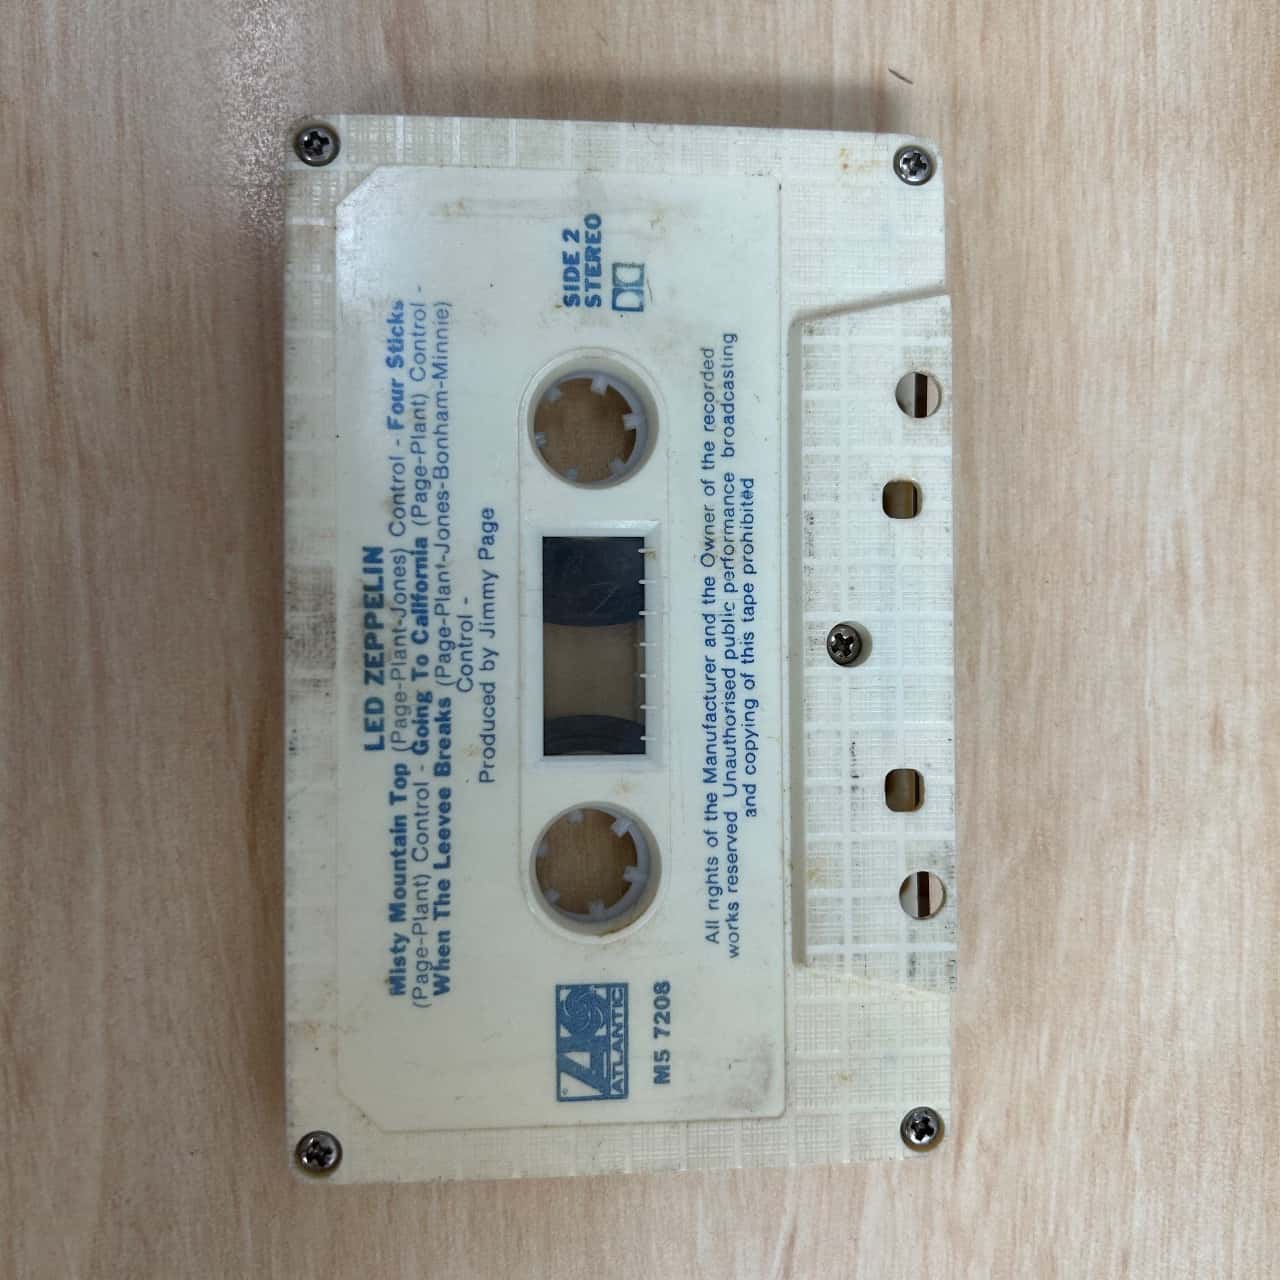 LED ZEPPELIN
Misty Mountain Top (Page-Plant-Jones) Control - Four Sticks
(Page-Plant) Control - Going To California (Page-Plant) Control -
When The Leevee Breaks (Page-Plant-Jones-Bonham-Minnie)
Control -
Produced by Jimmy Page
ATLANTIC
MS 7208
SIDE 2
STEREO
All rights of the Manufacturer and the Owner of the recorded
works reserved Unauthorised public performance broadcasting
and copying of this tape prohibited